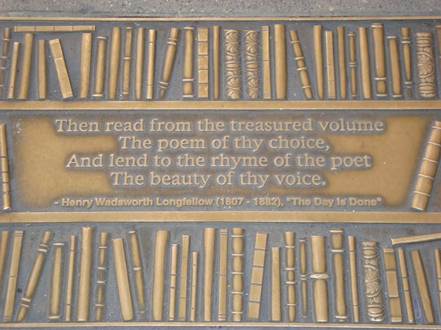 Then read from the treasured volume
The poem of thy choice,
And lend to the rhyme of the poet
The beauty of thy voice.
- Henry Wadsworth Longfellow (1807 - 1882), "The Day Is Done"